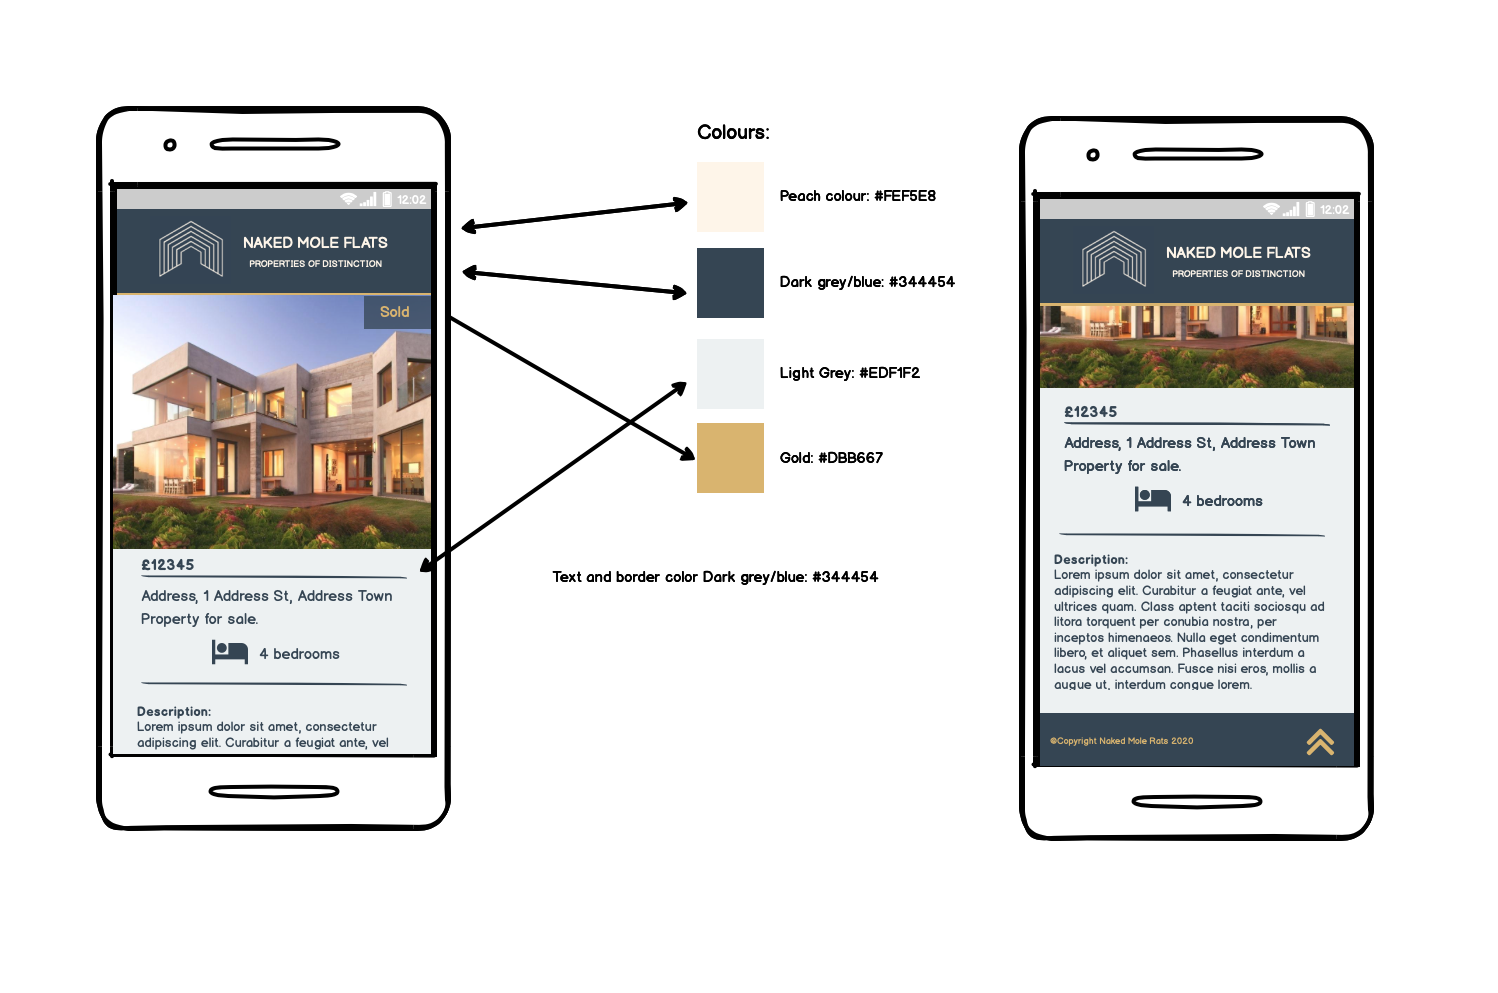 12:02
NAKED MOLE FLATS
PROPERTIES OF DISTINCTION
Sold
£12345
Address, 1 Address St, Address Town
Property for sale.
4 bedrooms
Description:
Lorem ipsum dolor sit amet, consectetur
adipiscing elit. Curabitur a feugiat ante, vel
Colours:
Peach colour: #FEF5E8
Dark grey/blue: #344454
Light Grey: #EDF1F2
Gold: #DBB667
Text and border color Dark grey/blue: #344454
12:02
NAKED MOLE FLATS
PROPERTIES OF DISTINCTION
£12345
Address, 1 Address St, Address Town
Property for sale.
4 bedrooms
Description:
Lorem ipsum dolor sit amet, consectetur
adipiscing elit. Curabitur a feugiat ante, vel
ultrices quam. Class aptent taciti sociosqu ad
litora torquent per conubia nostra, per
inceptos himenaeos. Nulla eget condimentum
libero, et aliquet sem. Phasellus interdum a
lacus vel accumsan. Fusce nisi eros, mollis a
augue ut, interdum congue lorem.
©Copyright Naked Mole Rats 2020